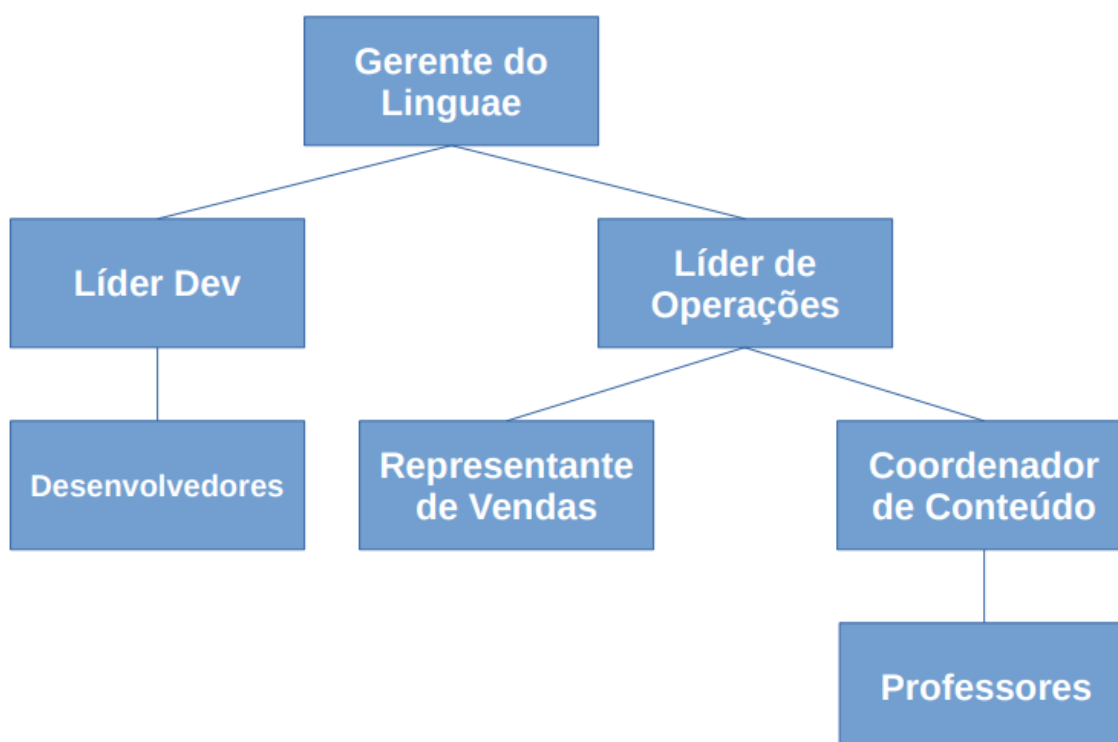 Gerente do
Linguae
Líder Dev
Líder de
Operações
Desenvolvedores
Representante
de Vendas
Coordenador
de Conteúdo
Professores